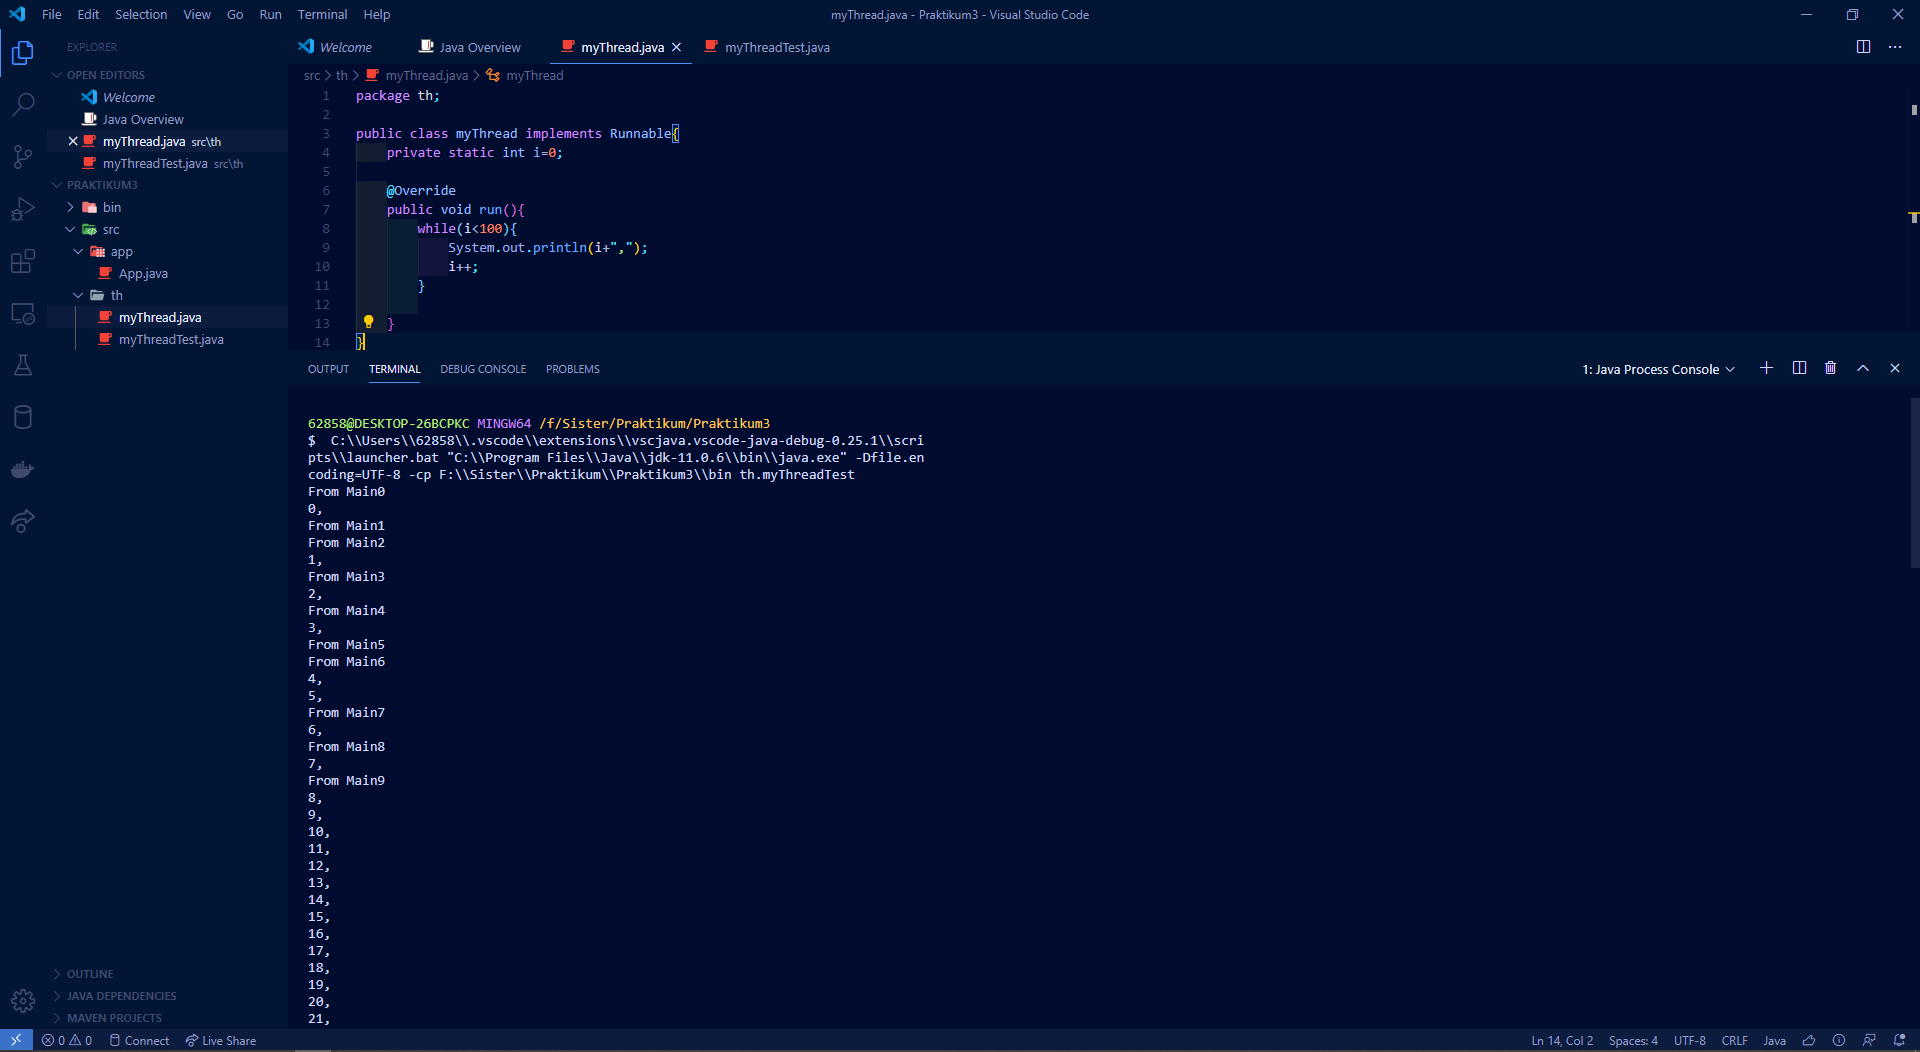 File Edit Selection View Go Run Terminal Help
myThread.java - Praktikum3 - Visual Studio Code
EXPLORER
OPEN EDITORS
Welcome
Java Overview
myThread.java src\th
myThreadTest.java src\th
PRAKTIKUM3
bin
src
app
App.java
th
myThread.java
myThreadTest.java
OUTLINE
JAVA DEPENDENCIES
MAVEN PROJECTS
Welcome Java Overview myThread.java myThreadTest.java
src > th > myThread.java > myThread
1 package th;
2
3 public class myThread implements Runnable{
4 private static int i=0;
5
6 @Override
7 public void run(){
8 while(i<100){
9 System.out.println(i+",");
10 i++;
11 }
12
13 }
14 }
OUTPUT TERMINAL DEBUG CONSOLE PROBLEMS
1: Java Process Console
62858@DESKTOP-26BCPKC MINGW64 /f/Sister/Praktikum/Praktikum3
$ C:\\Users\\62858\\.vscode\\extensions\\vscjava.vscode-java-debug-0.25.1\\scri
pts\\launcher.bat "C:\\Program Files\\Java\\jdk-11.0.6\\bin\\java.exe" -Dfile.en
coding=UTF-8 -cp F:\\Sister\\Praktikum\\Praktikum3\\bin th.myThreadTest
From Main0
0,
From Main1
From Main2
1,
From Main3
2,
From Main4
3,
From Main5
From Main6
4,
5,
From Main7
6,
From Main8
7,
From Main9
8,
9,
10,
11,
12,
13,
14,
15,
16,
17,
18,
19,
20,
21,
0 0 Connect Live Share
Ln 14, Col 2 Spaces: 4 UTF-8 CRLF Java